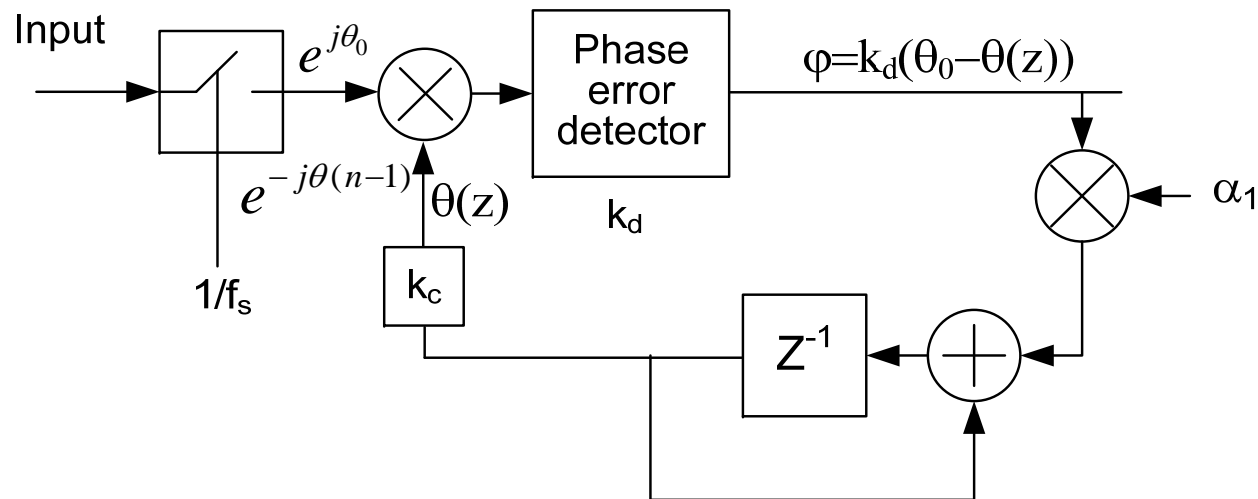 Input
e^{jθ_0}
Phase
error
detector
φ=k_d(θ_0–θ(z))
e^{-jθ(n-1)}
θ(z)
k_d
α_1
1/f_s
k_c
Z^{-1}